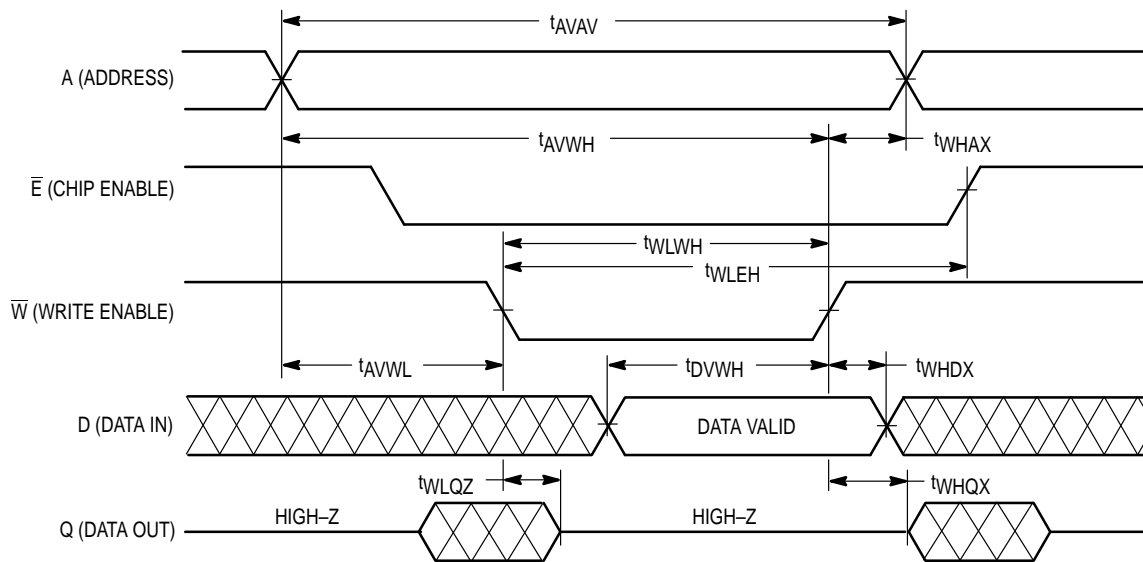 tAVAV
A (ADDRESS)
tAVWH
tWHAX
E̅ (CHIP ENABLE)
tWLWH
tWLEH
W̅ (WRITE ENABLE)
tAVWL
tDVWH
tWHDX
D (DATA IN)
DATA VALID
tWLQZ
tWHQX
Q (DATA OUT)
HIGH–Z
HIGH–Z